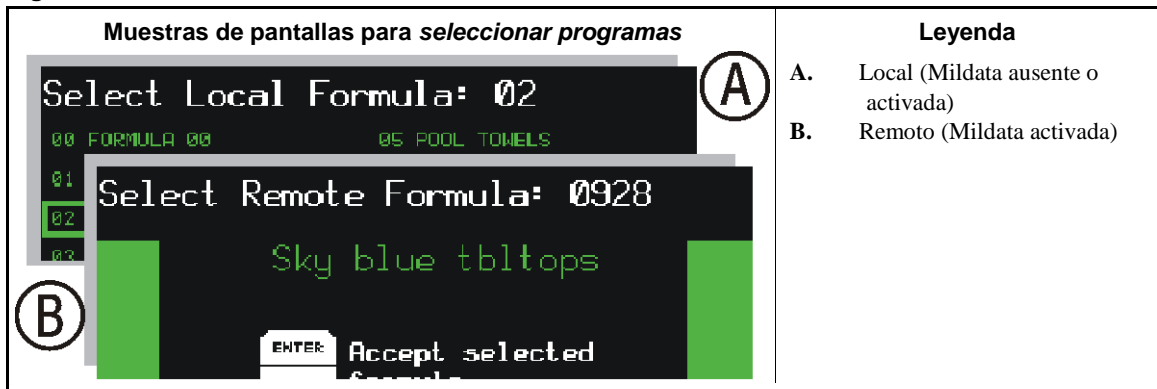 Muestras de pantallas para seleccionar programas
Select Local Formula: 02
00 FORMULA 00 05 POOL TOWELS
01
02
03
A
Select Remote Formula: 0928
Sky blue tbltops
ENTER Accept selected
B
Leyenda
A. Local (Mildata ausente o
activada)
B. Remoto (Mildata activada)